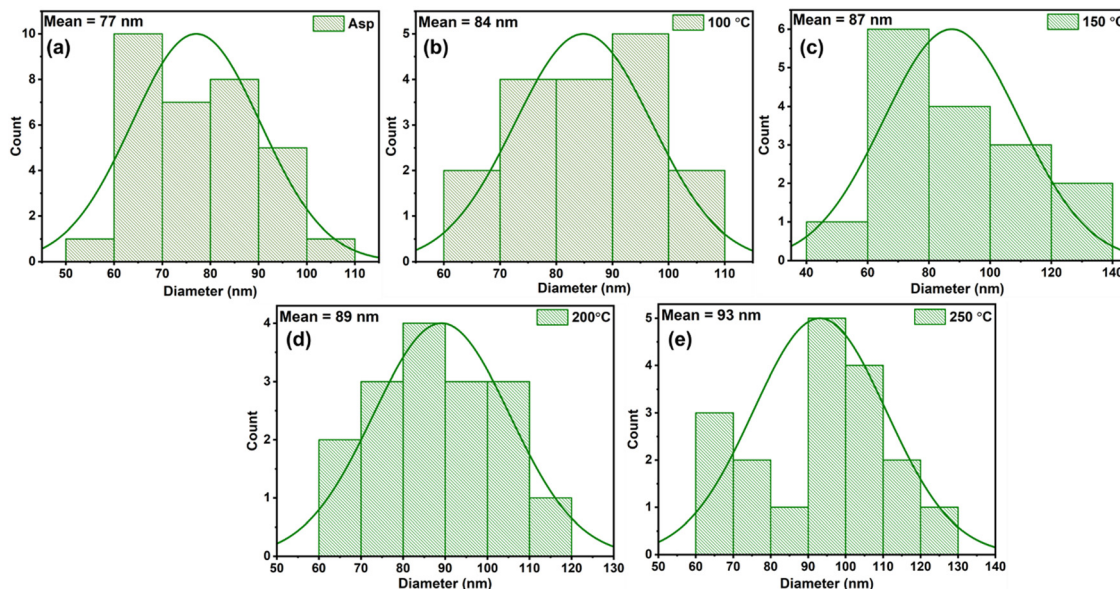 Mean = 77 nm
Asp
(a)
10
8
6
4
2
0
Count
50 60 70 80 90 100 110
Diameter (nm)
Mean = 84 nm
100 °C
(b)
5
4
3
2
1
0
Count
60 70 80 90 100 110
Diameter (nm)
Mean = 87 nm
150 °C
(c)
6
5
4
3
2
1
0
Count
40 60 80 100 120 140
Diameter (nm)
Mean = 89 nm
200°C
(d)
4
3
2
1
0
Count
50 60 70 80 90 100 110 120 130
Diameter (nm)
Mean = 93 nm
250 °C
(e)
5
4
3
2
1
0
Count
50 60 70 80 90 100 110 120 130 140
Diameter (nm)